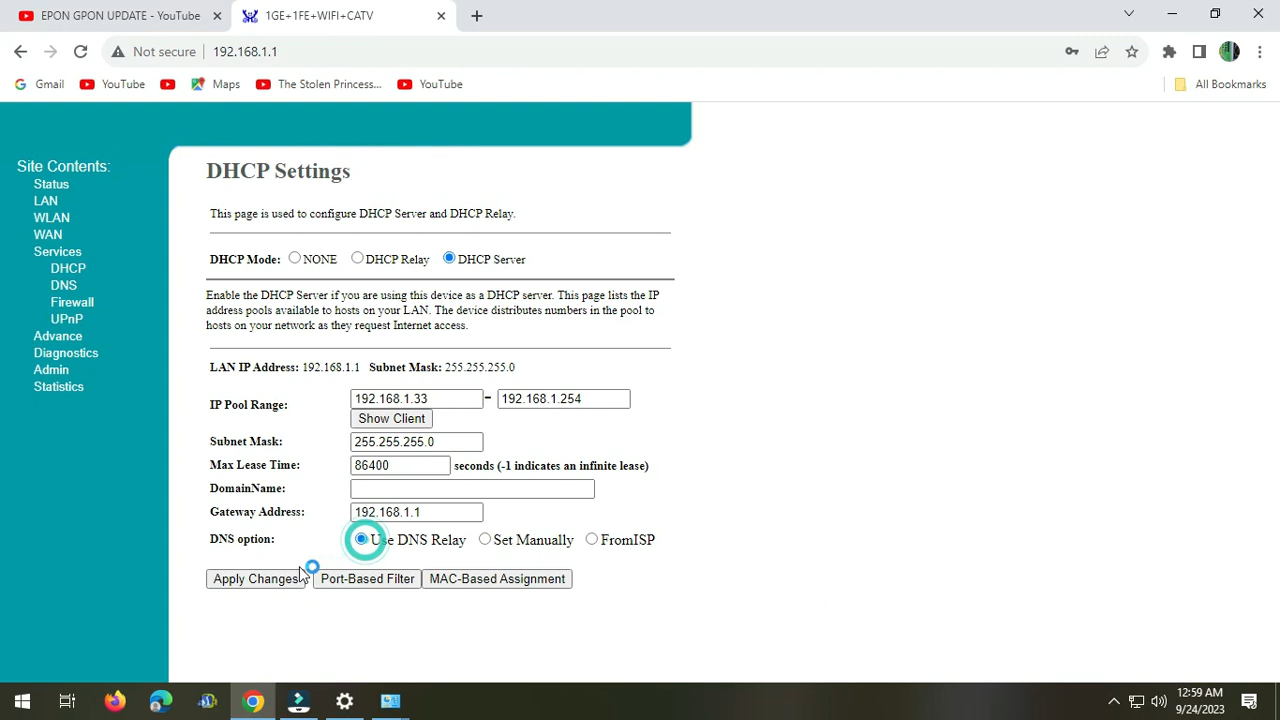 EPON GPON UPDATE - YouTube
1GE+1FE+WIFI+CATV
Not secure
192.168.1.1
Gmail
YouTube
Maps
The Stolen Princess...
YouTube
All Bookmarks
Site Contents:
Status
LAN
WLAN
WAN
Services
DHCP
DNS
Firewall
UPnP
Advance
Diagnostics
Admin
Statistics
DHCP Settings
This page is used to configure DHCP Server and DHCP Relay.
DHCP Mode: NONE DHCP Relay DHCP Server
Enable the DHCP Server if you are using this device as a DHCP server. This page lists the IP
address pools available to hosts on your LAN. The device distributes numbers in the pool to
hosts on your network as they request Internet access.
LAN IP Address: 192.168.1.1 Subnet Mask: 255.255.255.0
IP Pool Range: 192.168.1.33 - 192.168.1.254
Show Client
Subnet Mask: 255.255.255.0
Max Lease Time: 86400 seconds (-1 indicates an infinite lease)
DomainName:
Gateway Address: 192.168.1.1
DNS option: Use DNS Relay Set Manually FromISP
Apply Changes Port-Based Filter MAC-Based Assignment
12:59 AM
9/24/2023